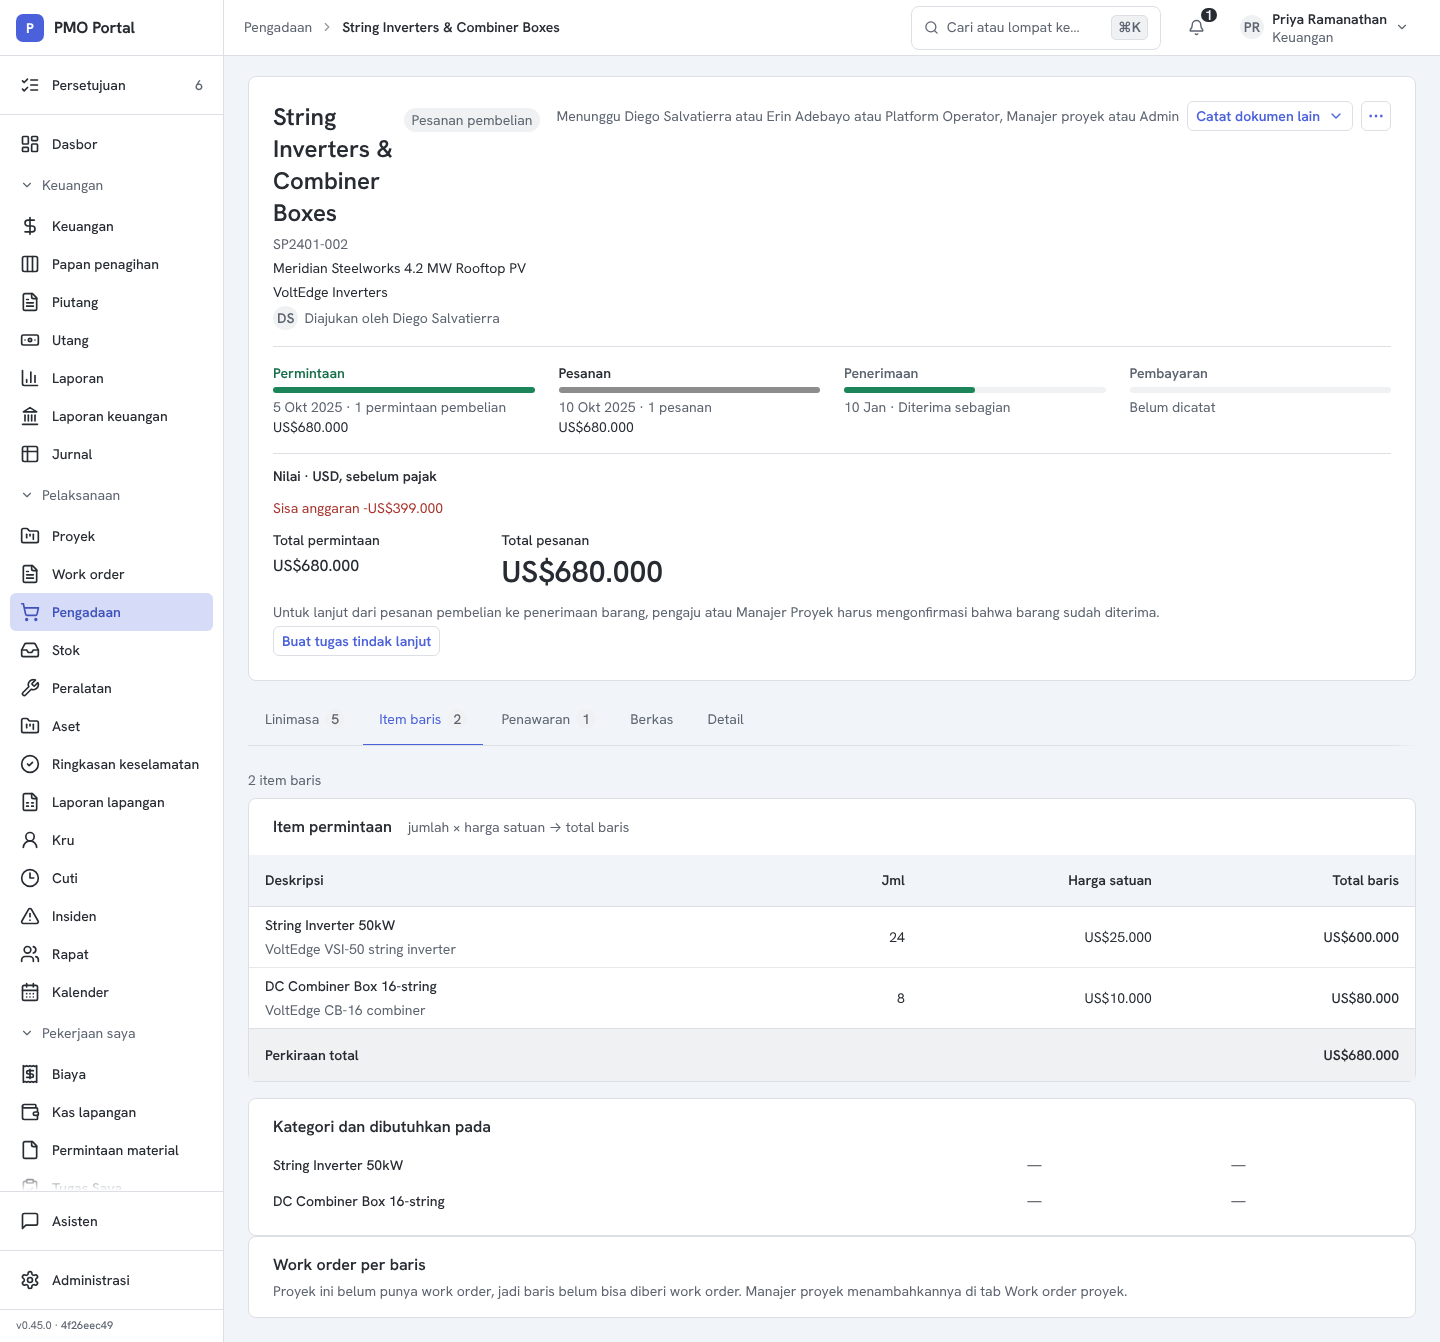 P PMO Portal
Pengadaan > String Inverters & Combiner Boxes
Cari atau lompat ke... ⌘K
1
PR Priya Ramanathan
Keuangan
Persetujuan 6
Dasbor
Keuangan
Keuangan
Papan penagihan
Piutang
Utang
Laporan
Laporan keuangan
Jurnal
Pelaksanaan
Proyek
Work order
Pengadaan
Stok
Peralatan
Aset
Ringkasan keselamatan
Laporan lapangan
Kru
Cuti
Insiden
Rapat
Kalender
Pekerjaan saya
Biaya
Kas lapangan
Permintaan material
Tugas Saya
Asisten
Administrasi
v0.45.0 · 4f26eec49
String
Inverters &
Combiner
Boxes
Pesanan pembelian
Menunggu Diego Salvatierra atau Erin Adebayo atau Platform Operator, Manajer proyek atau Admin
Catat dokumen lain
SP2401-002
Meridian Steelworks 4.2 MW Rooftop PV
VoltEdge Inverters
DS Diajukan oleh Diego Salvatierra
Permintaan
5 Okt 2025 · 1 permintaan pembelian
US$680.000
Pesanan
10 Okt 2025 · 1 pesanan
US$680.000
Penerimaan
10 Jan · Diterima sebagian
Pembayaran
Belum dicatat
Nilai · USD, sebelum pajak
Sisa anggaran -US$399.000
Total permintaan
US$680.000
Total pesanan
US$680.000
Untuk lanjut dari pesanan pembelian ke penerimaan barang, pengaju atau Manajer Proyek harus mengonfirmasi bahwa barang sudah diterima.
Buat tugas tindak lanjut
Linimasa 5 Item baris 2 Penawaran 1 Berkas Detail
2 item baris
Item permintaan jumlah × harga satuan → total baris
Deskripsi Jml Harga satuan Total baris
String Inverter 50kW
VoltEdge VSI-50 string inverter
24 US$25.000 US$600.000
DC Combiner Box 16-string
VoltEdge CB-16 combiner
8 US$10.000 US$80.000
Perkiraan total US$680.000
Kategori dan dibutuhkan pada
String Inverter 50kW — —
DC Combiner Box 16-string — —
Work order per baris
Proyek ini belum punya work order, jadi baris belum bisa diberi work order. Manajer proyek menambahkannya di tab Work order proyek.